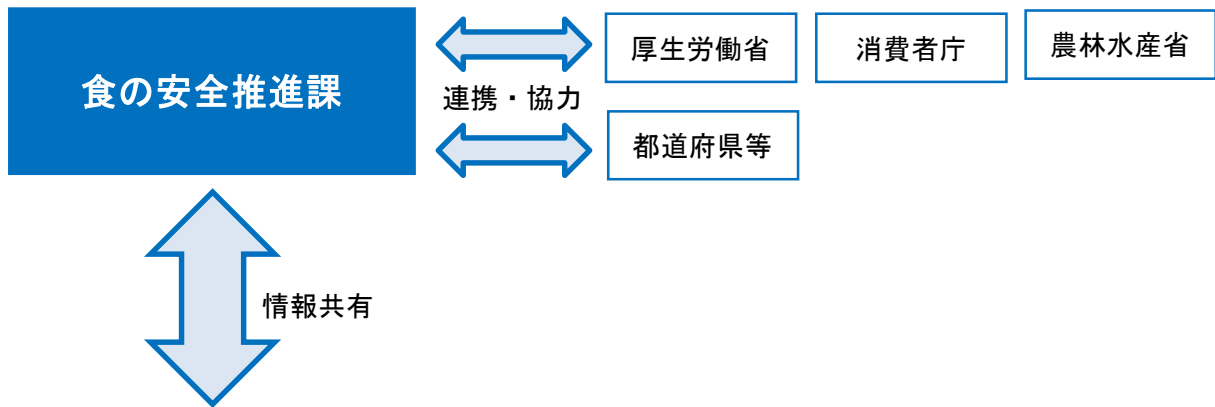 食の安全推進課
厚生労働省
消費者庁
農林水産省
連携・協力
都道府県等
情報共有